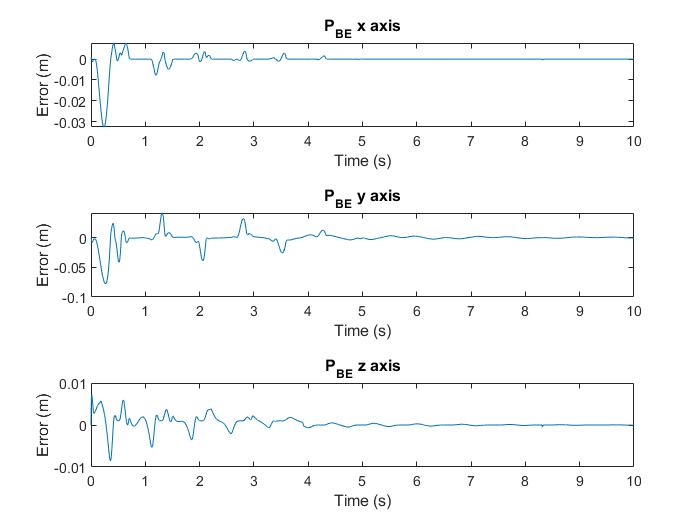 P_BE x axis
0
-0.01
-0.02
-0.03
Error (m)
0 1 2 3 4 5 6 7 8 9 10
Time (s)
P_BE y axis
0
-0.05
-0.1
Error (m)
0 1 2 3 4 5 6 7 8 9 10
Time (s)
P_BE z axis
0.01
0
-0.01
Error (m)
0 1 2 3 4 5 6 7 8 9 10
Time (s)